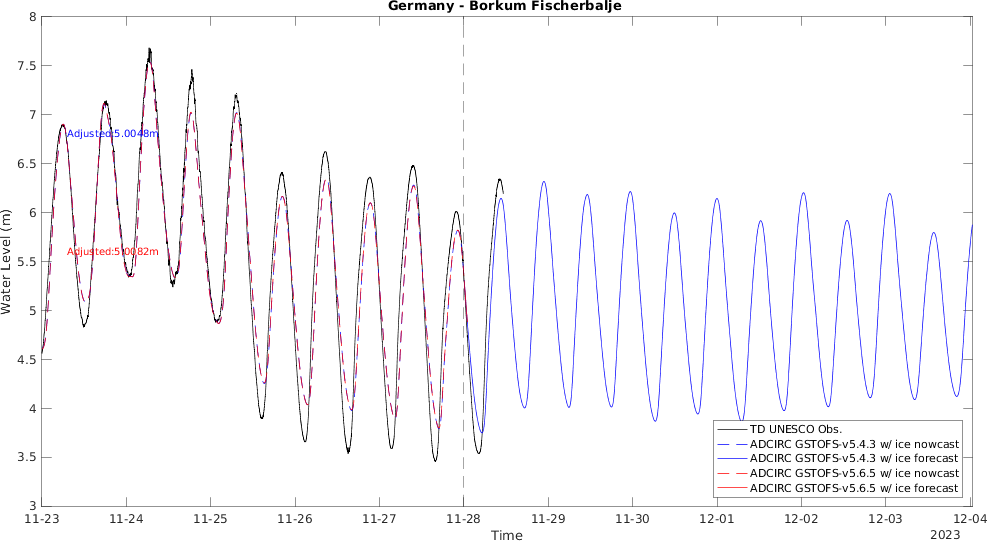 Germany - Borkum Fischerbalje
8
7.5
7
6.5
6
5.5
5
4.5
4
3.5
3
Water Level (m)
Adjusted:5.0048m
Adjusted:5.0082m
TD UNESCO Obs.
ADCIRC GSTOFS-v5.4.3 w/ ice nowcast
ADCIRC GSTOFS-v5.4.3 w/ ice forecast
ADCIRC GSTOFS-v5.6.5 w/ ice nowcast
ADCIRC GSTOFS-v5.6.5 w/ ice forecast
11-23 11-24 11-25 11-26 11-27 11-28 11-29 11-30 12-01 12-02 12-03 12-04
Time
2023